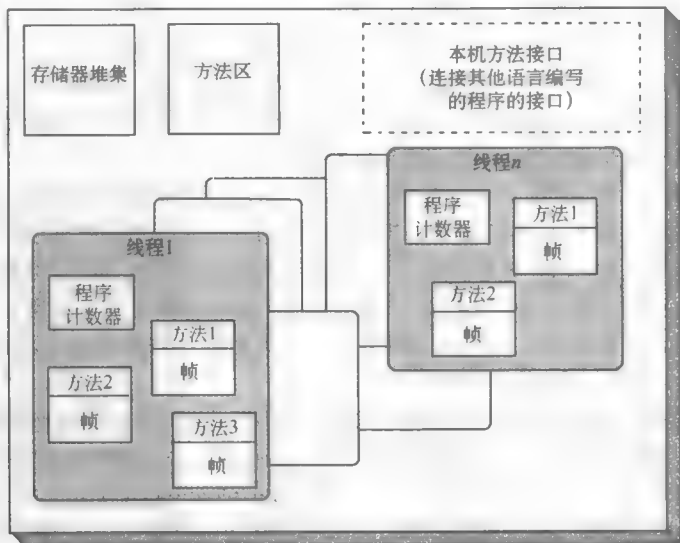 存储器堆集
方法区
本机方法接口
（连接其他语言编写
的程序的接口）
线程n
程序
计数器
方法1
帧
方法2
帧
线程1
程序
计数器
方法1
帧
方法2
帧
方法3
帧